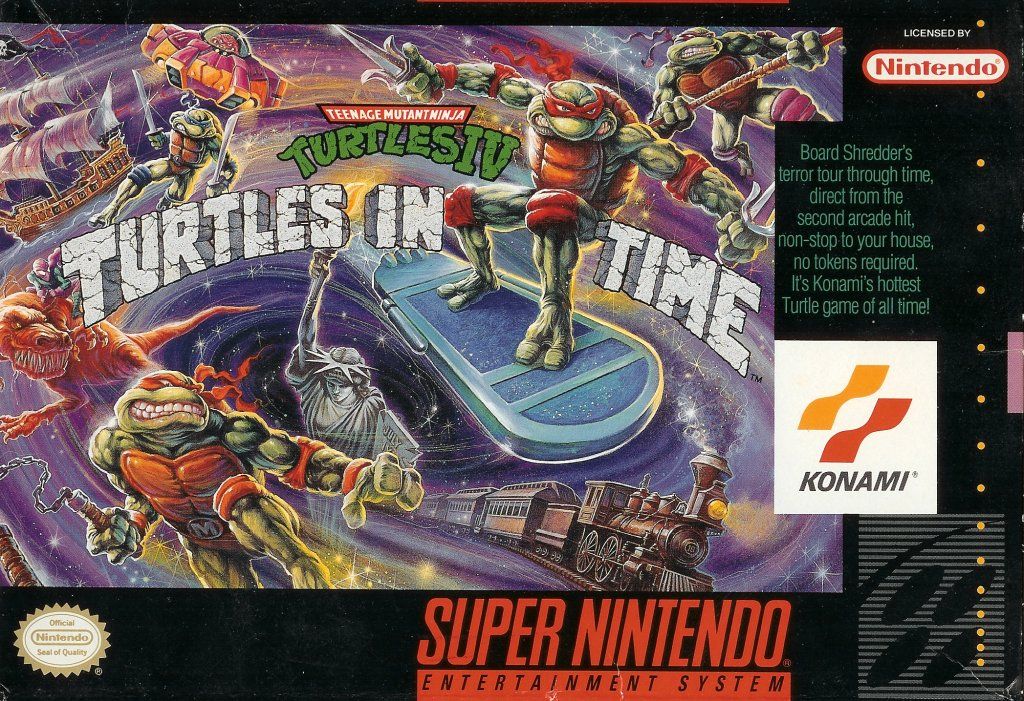 LICENSED BY
Nintendo®
TEENAGE MUTANT NINJA
TURTLES IV
TURTLES IN TIME™
Board Shredder's
terror tour through time,
direct from the
second arcade hit,
non-stop to your house,
no tokens required.
It's Konami's hottest
Turtle game of all time!
JULY
M
KONAMI®
Official
Nintendo
Seal of Quality
®
SUPER NINTENDO®
ENTERTAINMENT SYSTEM